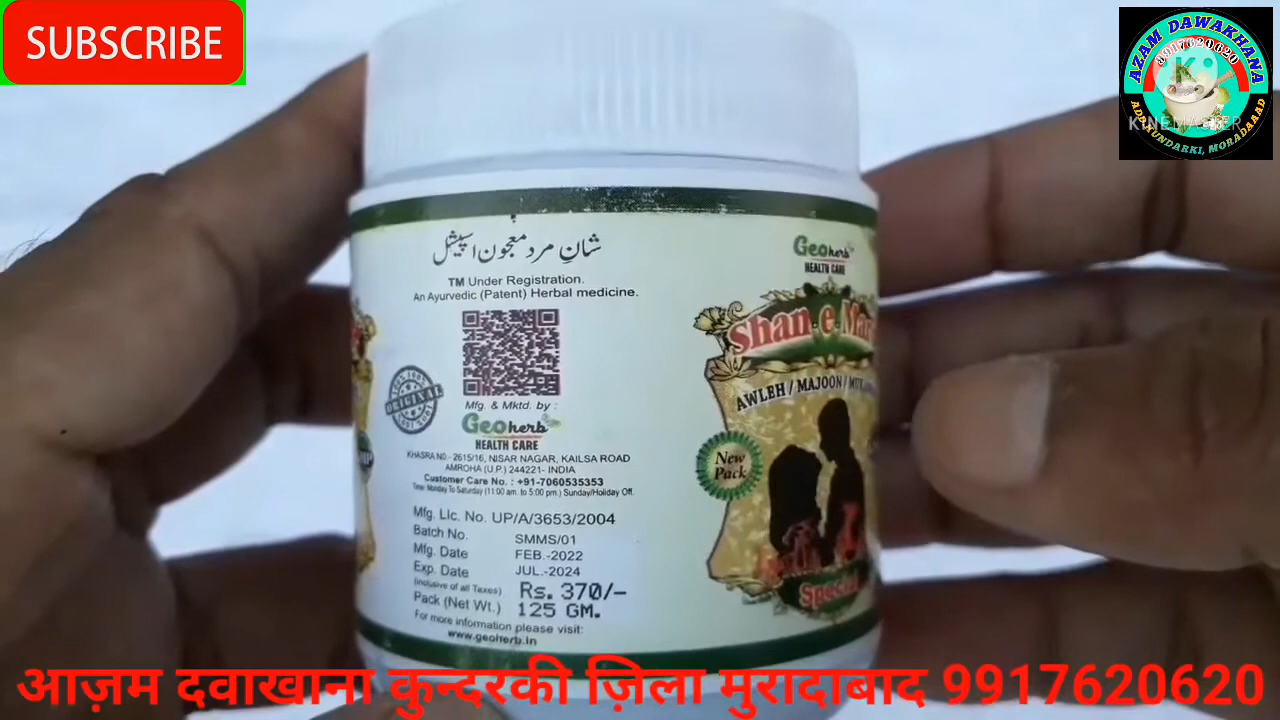 SUBSCRIBE
AZAM DAWAKHANA
9917620620
KINEMASTER
ADD KUNDARKI, MORADAAAD
شانِ مرد معجون اسپیشل
TM Under Registration.
An Ayurvedic (Patent) Herbal medicine.
ORIGINAL
Mfg. & Mktd. by :
Geoherb
HEALTH CARE
KHASRA NO.- 2615/16, NISAR NAGAR, KAILSA ROAD
AMROHA (U.P.) 244221- INDIA
Customer Care No. : +91-7060535353
Time: Monday To Saturday (11:00 am. to 5:00 pm.) Sunday/Holiday Off.
Mfg. Lic. No. UP/A/3653/2004
Batch No. SMMS/01
Mfg. Date FEB.-2022
Exp. Date JUL.-2024
(Inclusive of all Taxes) Rs. 370/-
Pack (Net Wt.) 125 GM.
For more information please visit:
www.geoherb.in
Geoherb
HEALTH CARE
Shan e
AWLEH / MAJOON /
New
Pack
Special
आज़म दवाखाना कुन्दरकी ज़िला मुरादाबाद 9917620620